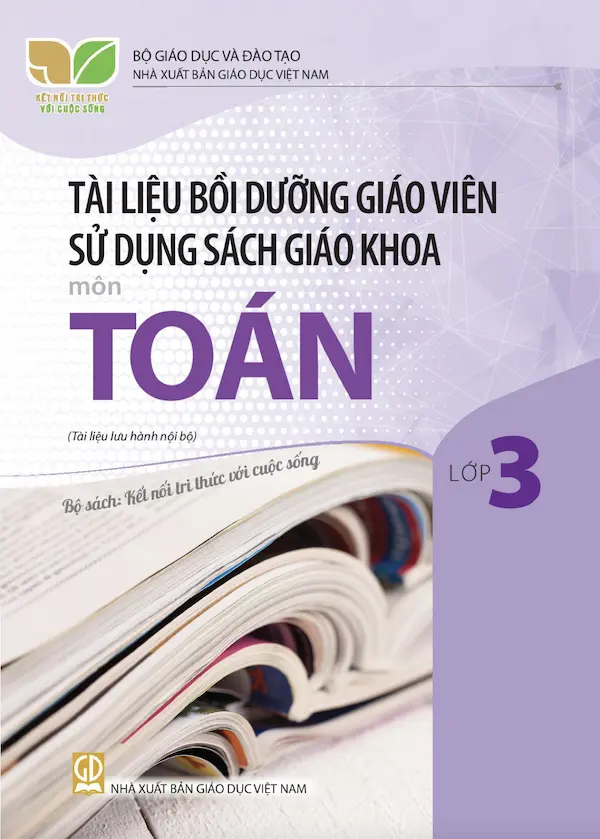 BỘ GIÁO DỤC VÀ ĐÀO TẠO
NHÀ XUẤT BẢN GIÁO DỤC VIỆT NAM
KẾT NỐI TRI THỨC
VỚI CUỘC SỐNG
TÀI LIỆU BỒI DƯỠNG GIÁO VIÊN
SỬ DỤNG SÁCH GIÁO KHOA
môn
TOÁN
(Tài liệu lưu hành nội bộ)
LỚP 3
Bộ sách: Kết nối tri thức với cuộc sống
GD
NHÀ XUẤT BẢN GIÁO DỤC VIỆT NAM